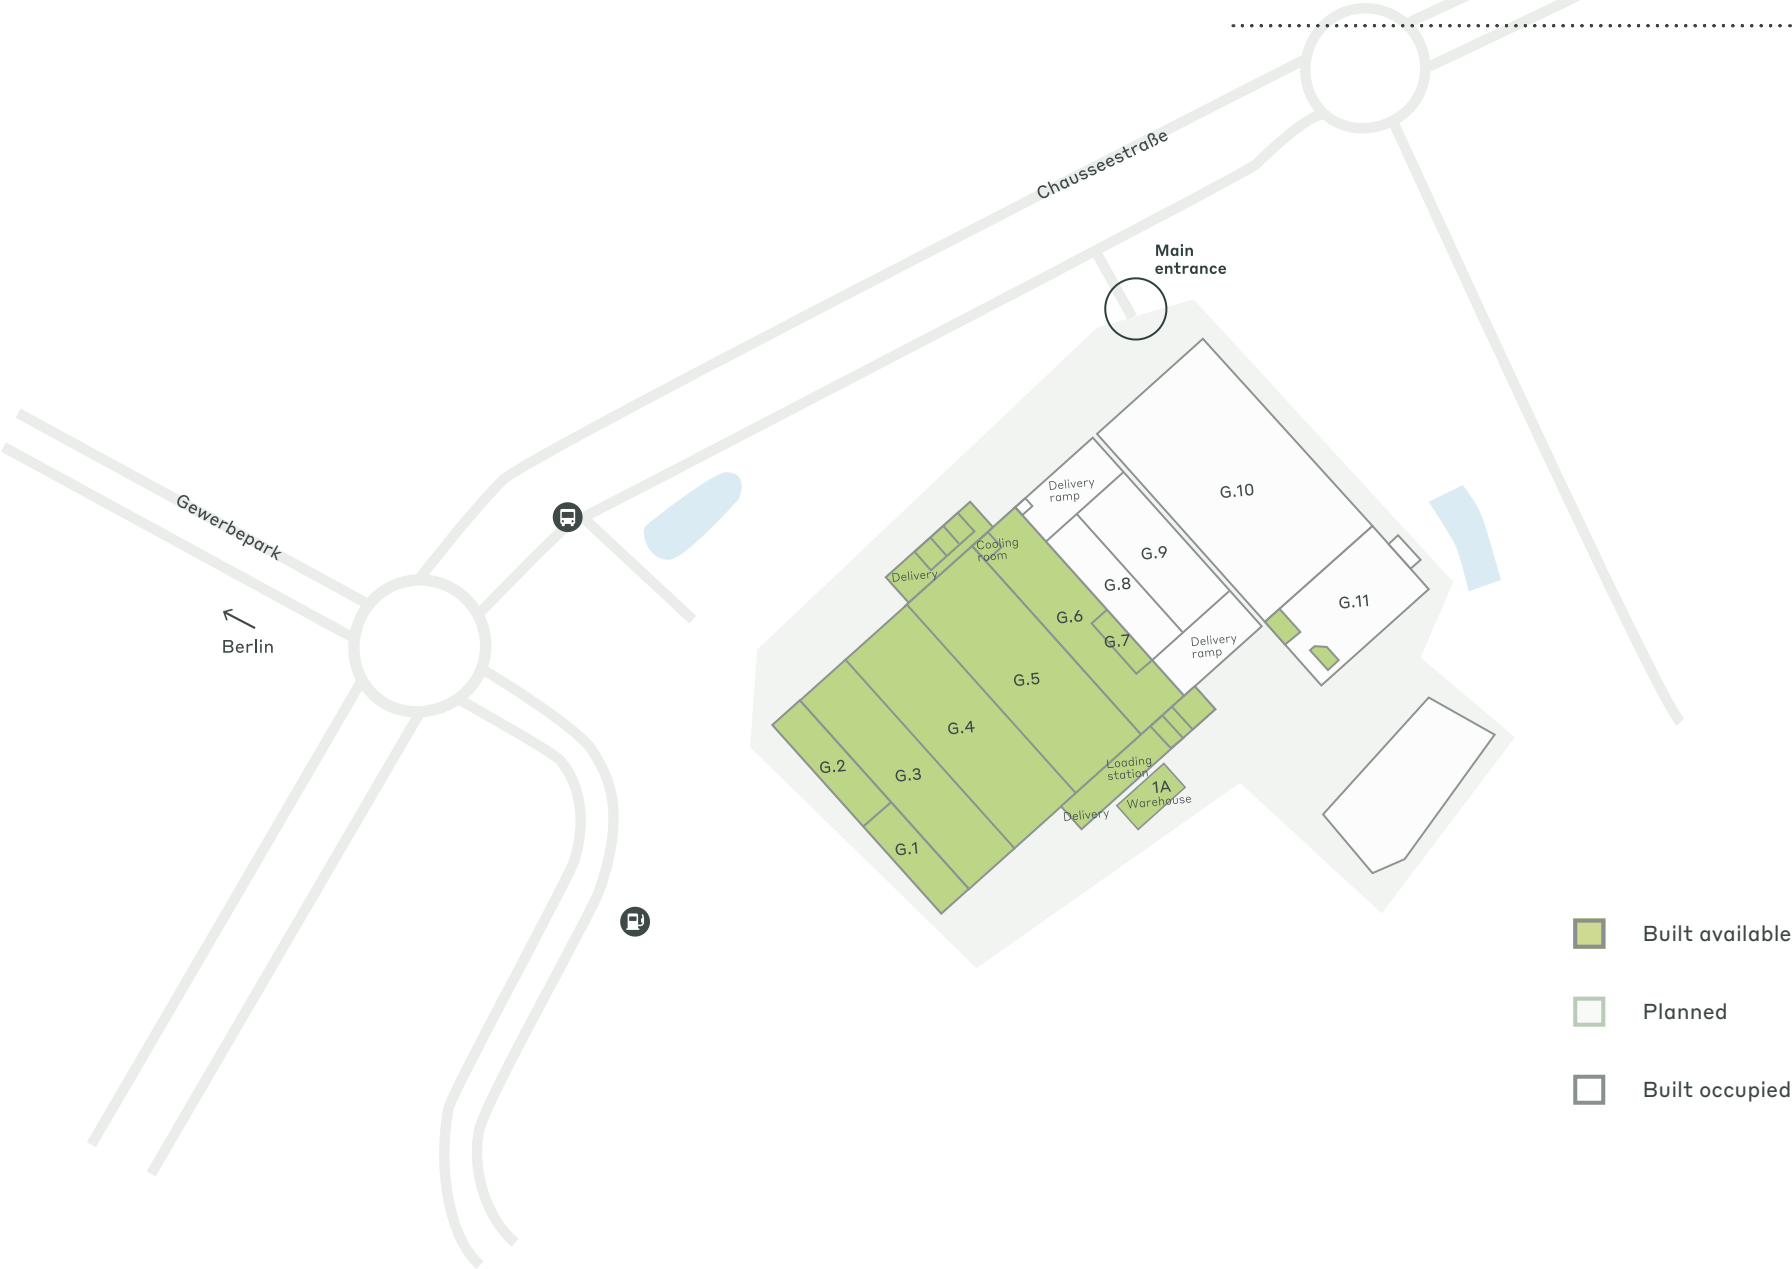 Chausseestraße
Main
entrance
Gewerbepark
Berlin
Delivery
ramp
G.10
Cooling
room
Delivery
G.9
G.8
G.11
G.6
G.7
Delivery
ramp
G.5
G.4
G.3
G.2
G.1
Loading
station
1A
Warehouse
Delivery
Built available
Planned
Built occupied